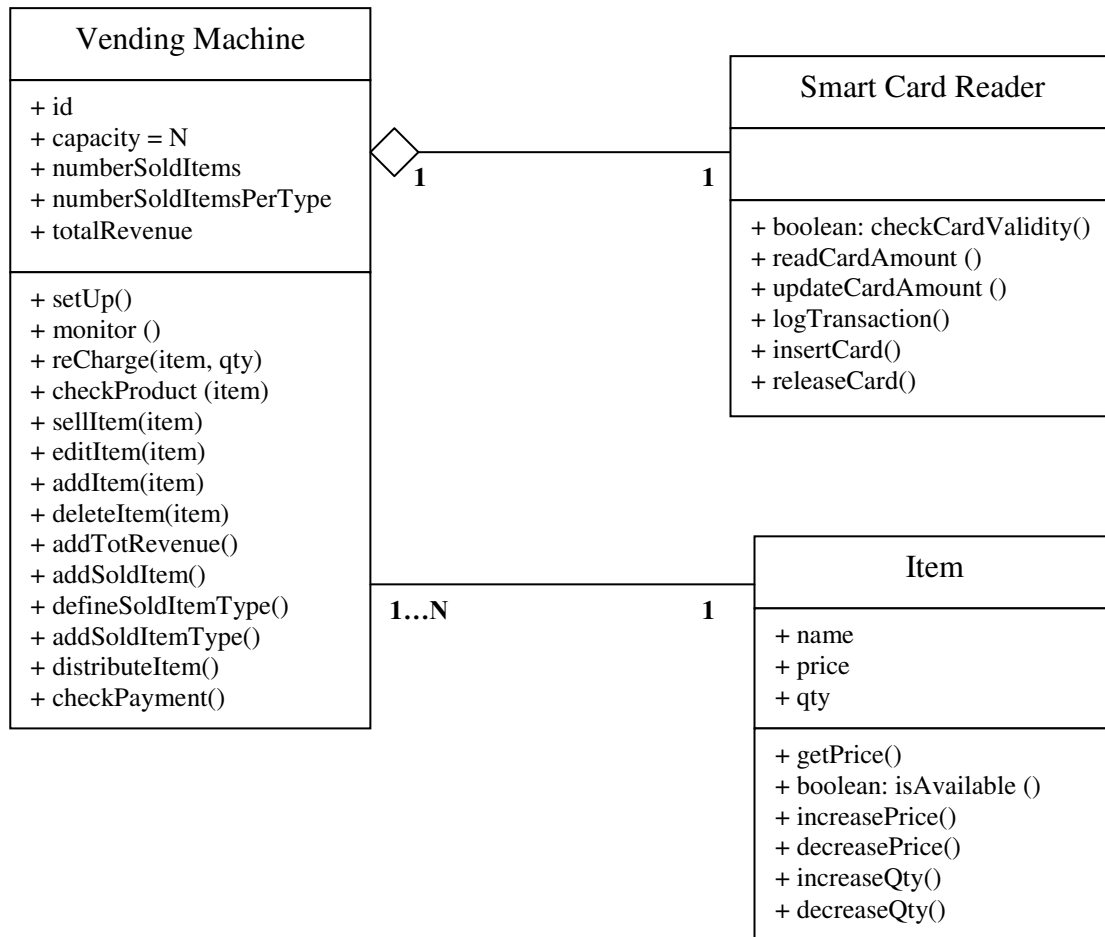 Vending Machine
+ id
+ capacity = N
+ numberSoldItems
+ numberSoldItemsPerType
+ totalRevenue
+ setUp()
+ monitor ()
+ reCharge(item, qty)
+ checkProduct (item)
+ sellItem(item)
+ editItem(item)
+ addItem(item)
+ deleteItem(item)
+ addTotRevenue()
+ addSoldItem()
+ defineSoldItemType()
+ addSoldItemType()
+ distributeItem()
+ checkPayment()
1 1
Smart Card Reader
+ boolean: checkCardValidity()
+ readCardAmount ()
+ updateCardAmount ()
+ logTransaction()
+ insertCard()
+ releaseCard()
1…N 1
Item
+ name
+ price
+ qty
+ getPrice()
+ boolean: isAvailable ()
+ increasePrice()
+ decreasePrice()
+ increaseQty()
+ decreaseQty()